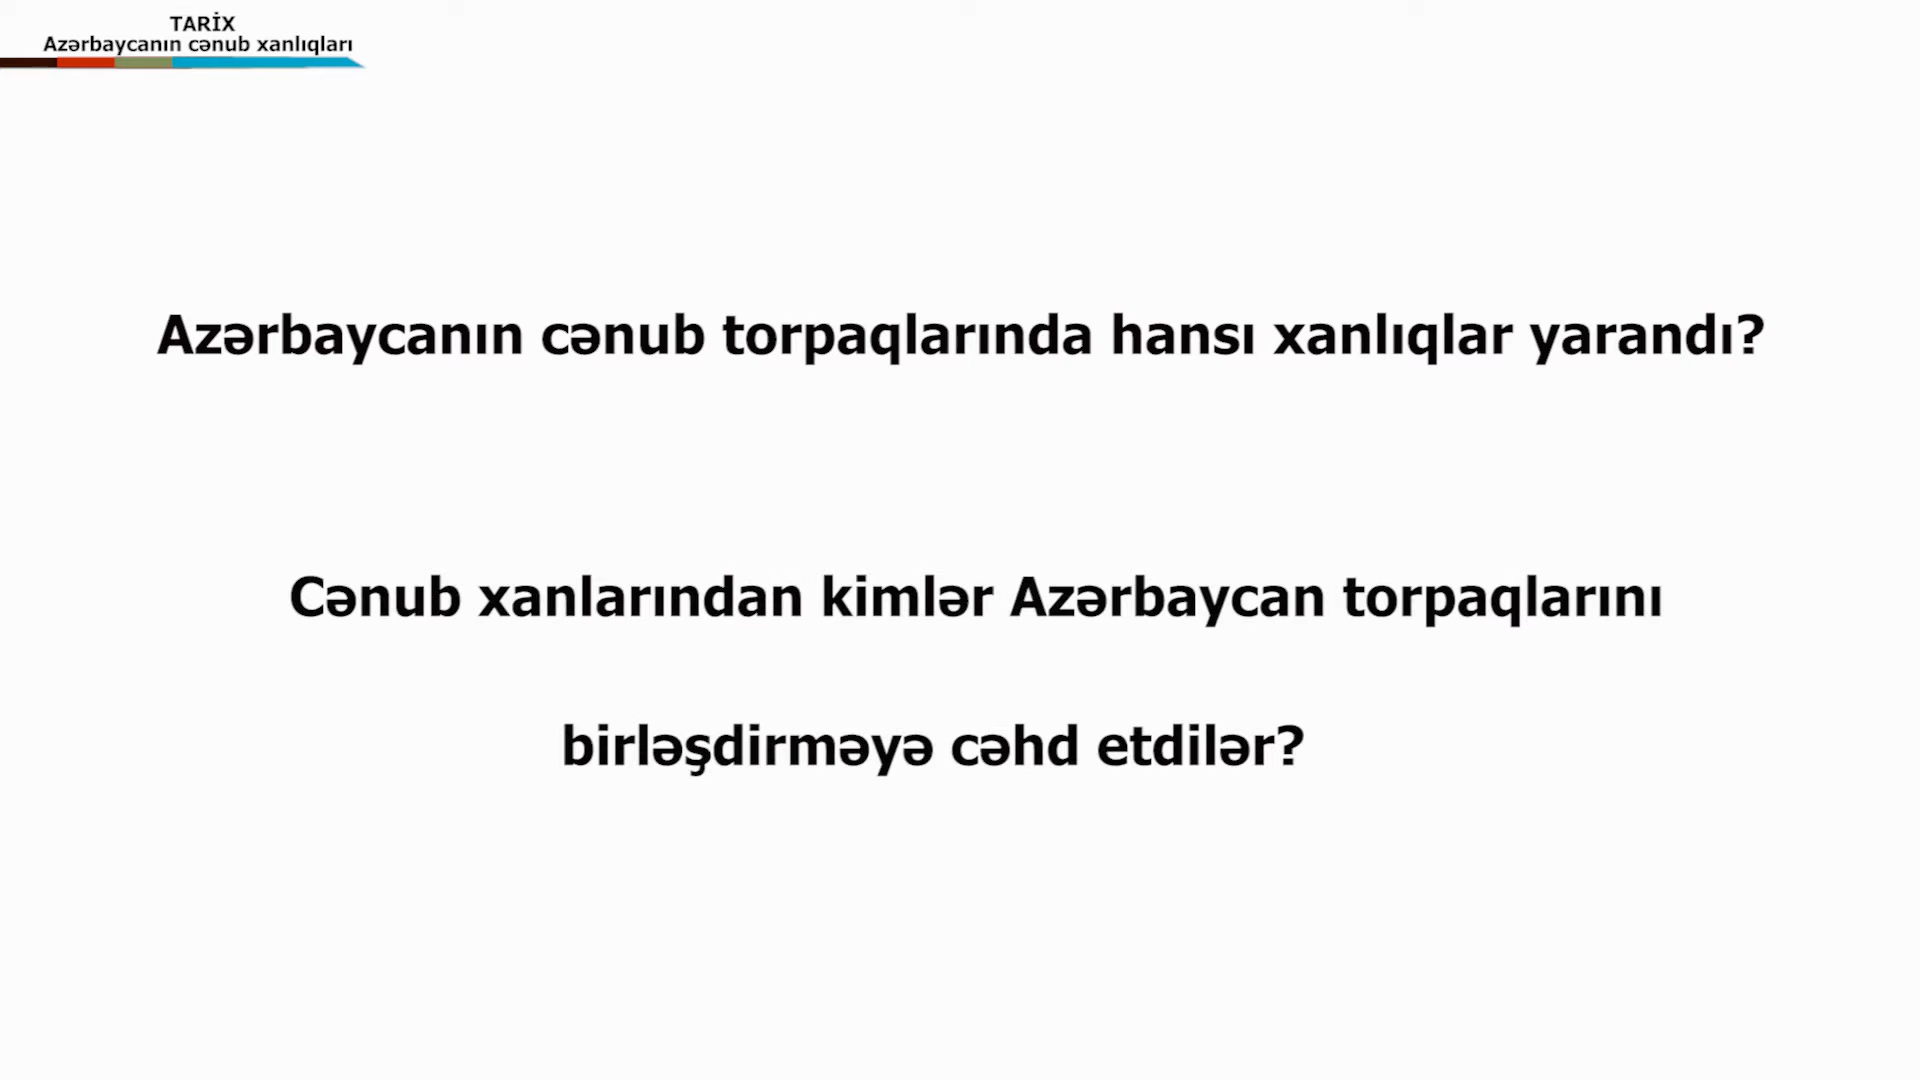 TARİX
Azərbaycanın cənub xanlıqları
Azərbaycanın cənub torpaqlarında hansı xanlıqlar yarandı?
Cənub xanlarından kimlər Azərbaycan torpaqlarını
birləşdirməyə cəhd etdilər?